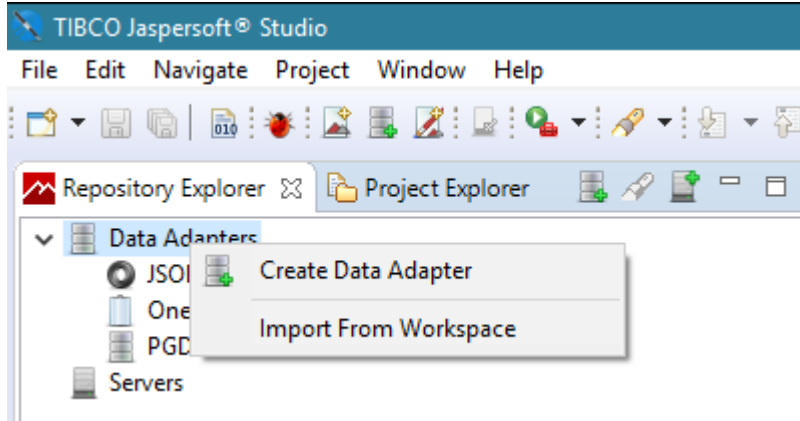 TIBCO Jaspersoft® Studio
File Edit Navigate Project Window Help
010
Repository Explorer Project Explorer
Data Adapters
Create Data Adapter
Import From Workspace
Servers